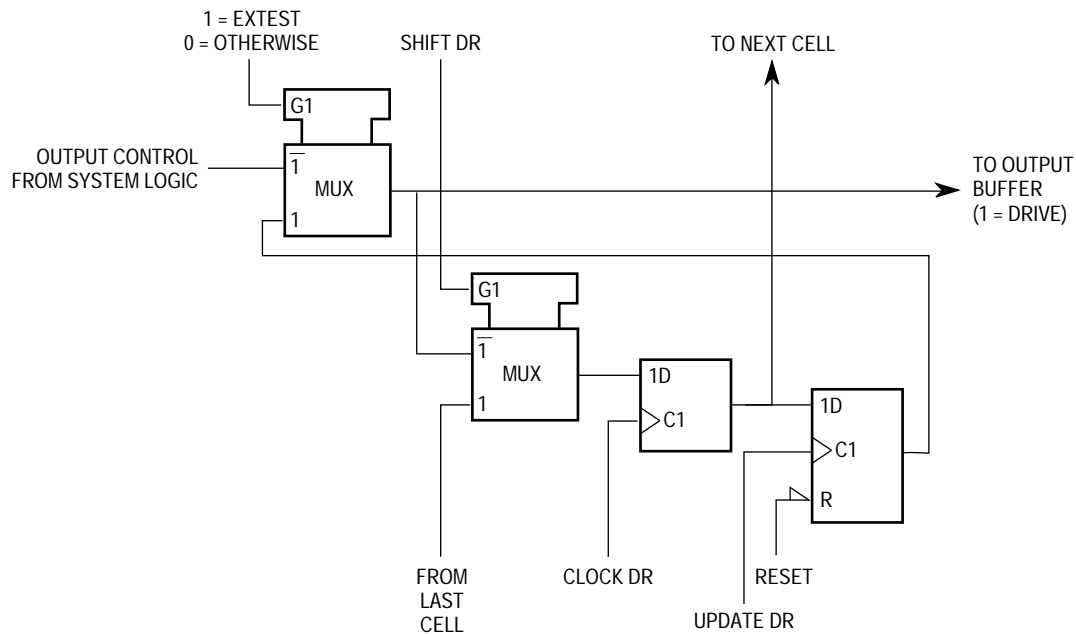 1 = EXTEST
0 = OTHERWISE
SHIFT DR
TO NEXT CELL
G1
OUTPUT CONTROL
FROM SYSTEM LOGIC
1̅
MUX
1
TO OUTPUT
BUFFER
(1 = DRIVE)
G1
1̅
MUX
1
1D
C1
1D
C1
R
FROM
LAST
CELL
CLOCK DR
RESET
UPDATE DR